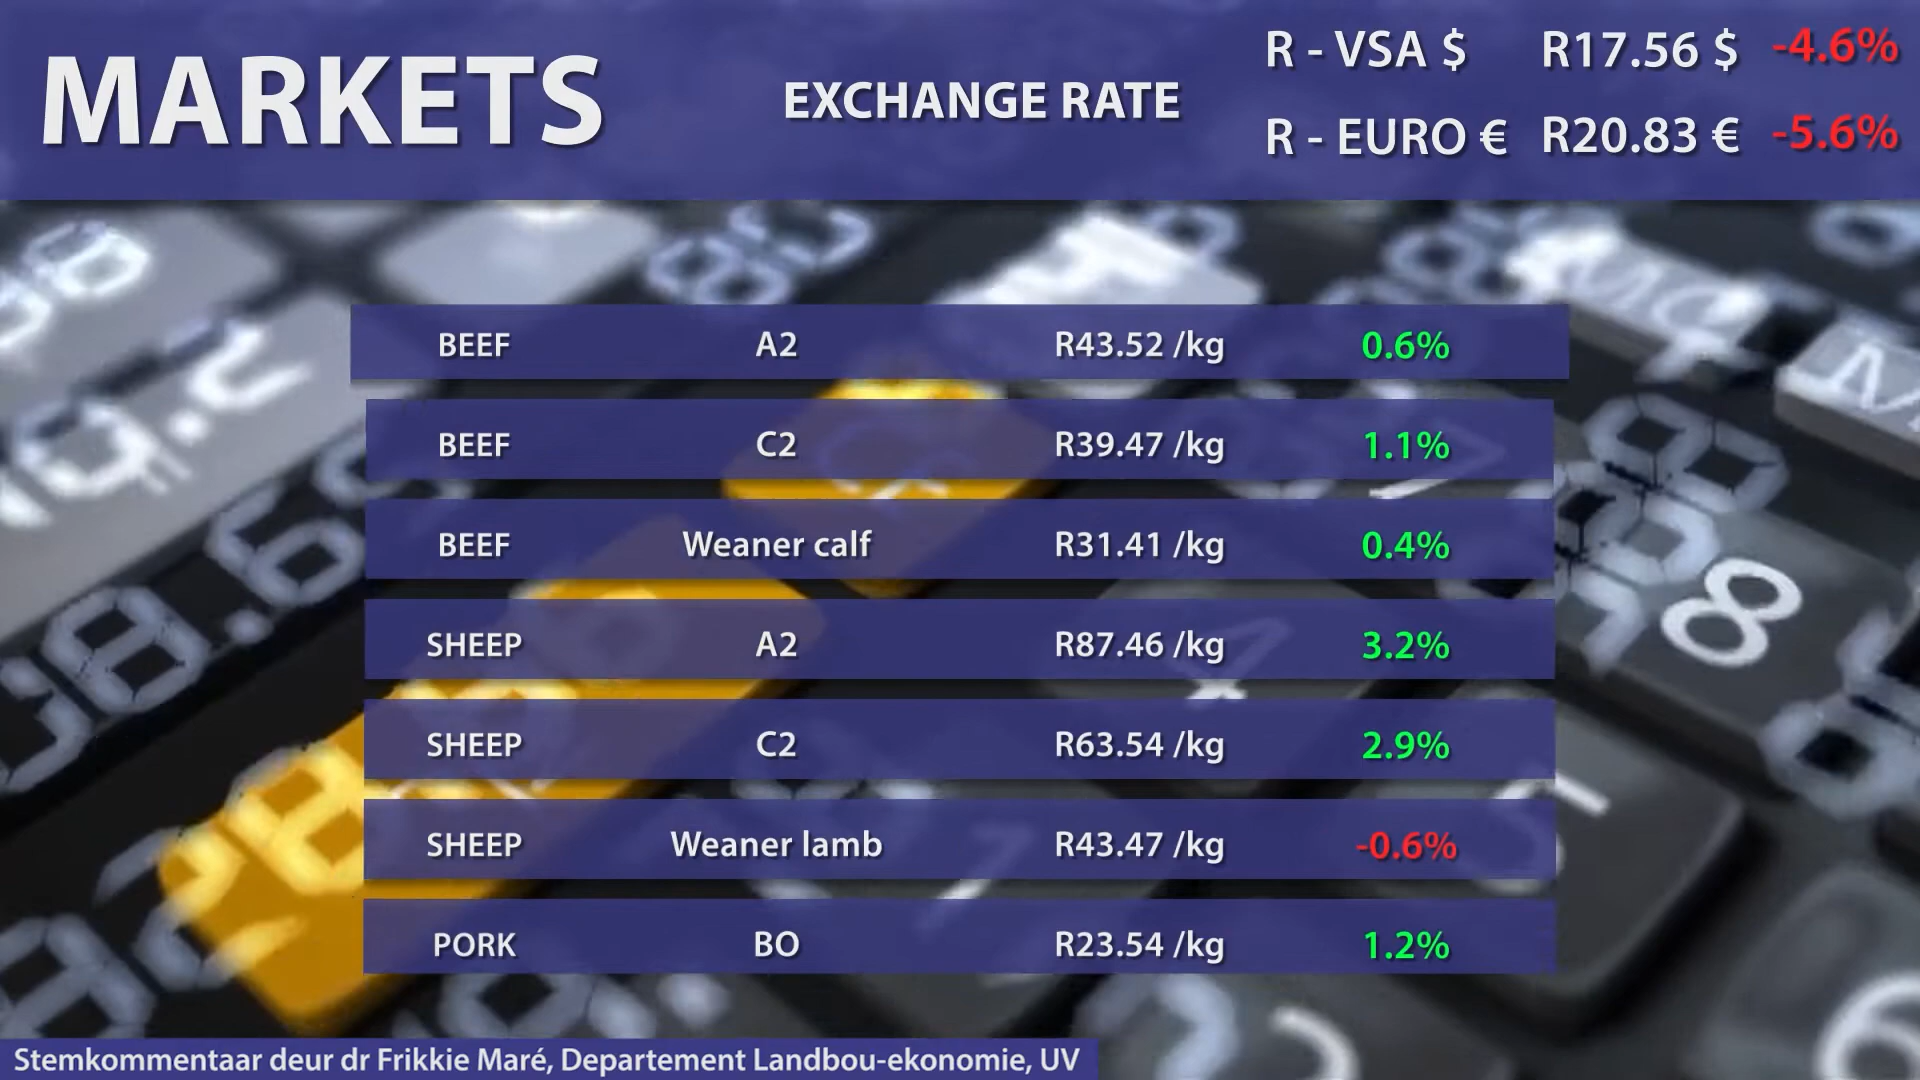 MARKETS
EXCHANGE RATE
R - VSA $ R17.56 $ -4.6%
R - EURO € R20.83 € -5.6%
BEEF A2 R43.52 /kg 0.6%
BEEF C2 R39.47 /kg 1.1%
BEEF Weaner calf R31.41 /kg 0.4%
SHEEP A2 R87.46 /kg 3.2%
SHEEP C2 R63.54 /kg 2.9%
SHEEP Weaner lamb R43.47 /kg -0.6%
PORK BO R23.54 /kg 1.2%
Stemkommentaar deur dr Frikkie Maré, Departement Landbou-ekonomie, UV